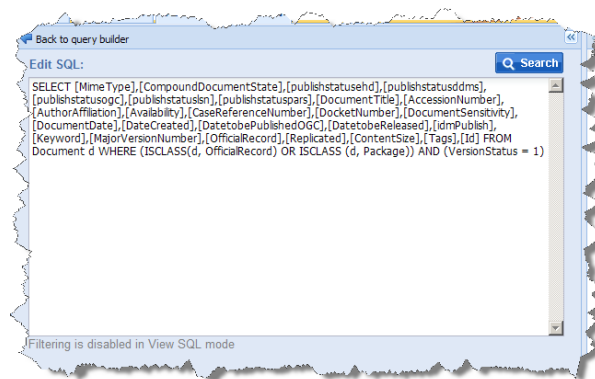 Back to query builder
Edit SQL:
Search
SELECT [MimeType],[CompoundDocumentState],[publishstatusehd],[publishstatusddms],
[publishstatusogc],[publishstatuslsn],[publishstatuspars],[DocumentTitle],[AccessionNumber],
[AuthorAffiliation],[Availability],[CaseReferenceNumber],[DocketNumber],[DocumentSensitivity],
[DocumentDate],[DateCreated],[DatetobePublishedOGC],[DatetobeReleased],[idmPublish],
[Keyword],[MajorVersionNumber],[OfficialRecord],[Replicated],[ContentSize],[Tags],[Id] FROM
Document d WHERE (ISCLASS(d, OfficialRecord) OR ISCLASS (d, Package)) AND (VersionStatus = 1)
Filtering is disabled in View SQL mode